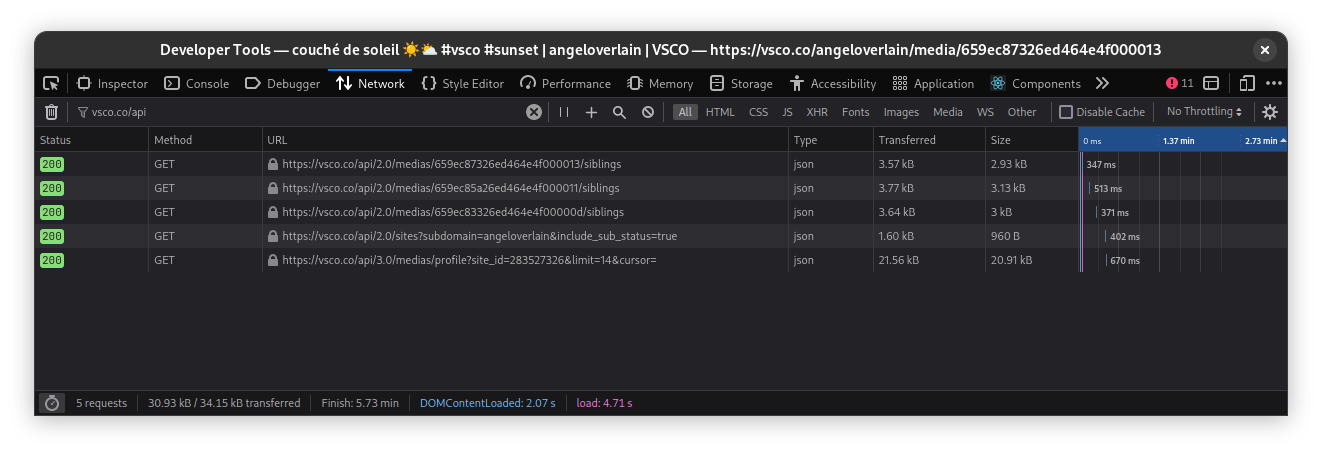 Developer Tools — couché de soleil ☀️⛅ #vsco #sunset | angeloverlain | VSCO — https://vsco.co/angeloverlain/media/659ec87326ed464e4f000013
Inspector Console Debugger Network Style Editor Performance Memory Storage Accessibility Application Components 11
vsco.co/api All HTML CSS JS XHR Fonts Images Media WS Other Disable Cache No Throttling
Status Method URL Type Transferred Size 0 ms 1.37 min 2.73 min
200 GET https://vsco.co/api/2.0/medias/659ec87326ed464e4f000013/siblings json 3.57 kB 2.93 kB 347 ms
200 GET https://vsco.co/api/2.0/medias/659ec85a26ed464e4f000011/siblings json 3.77 kB 3.13 kB 513 ms
200 GET https://vsco.co/api/2.0/medias/659ec83326ed464e4f00000d/siblings json 3.64 kB 3 kB 371 ms
200 GET https://vsco.co/api/2.0/sites?subdomain=angeloverlain&include_sub_status=true json 1.60 kB 960 B 402 ms
200 GET https://vsco.co/api/3.0/medias/profile?site_id=283527326&limit=14&cursor= json 21.56 kB 20.91 kB 670 ms
5 requests 30.93 kB / 34.15 kB transferred Finish: 5.73 min DOMContentLoaded: 2.07 s load: 4.71 s